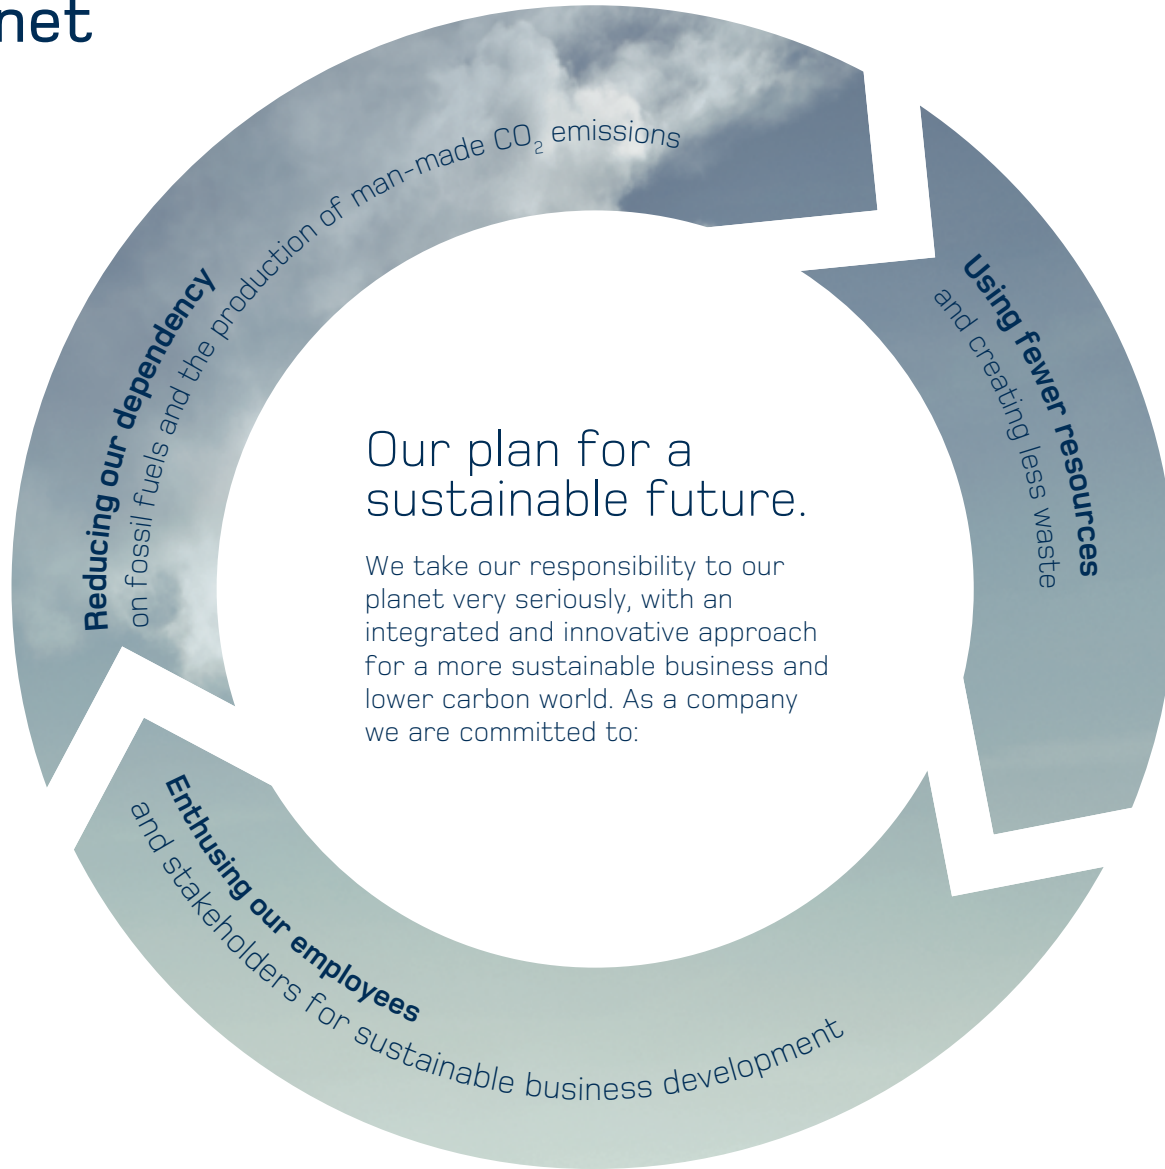 net
Our plan for a
sustainable future.
We take our responsibility to our
planet very seriously, with an
integrated and innovative approach
for a more sustainable business and
lower carbon world. As a company
we are committed to:
Reducing our dependency
on fossil fuels and the production of man-made CO₂ emissions
Using fewer resources
and creating less waste
Enthusing our employees
and stakeholders for sustainable business development